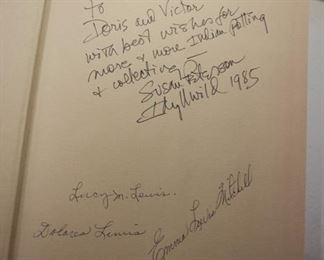 To
Doris and Victor
with best wishes for
more & more Indian potting
& collecting —
Susan Peterson
Idyllwild 1985
Lucy M. Lewis.
Dolores Lewis
Emma Lewis Mitchell